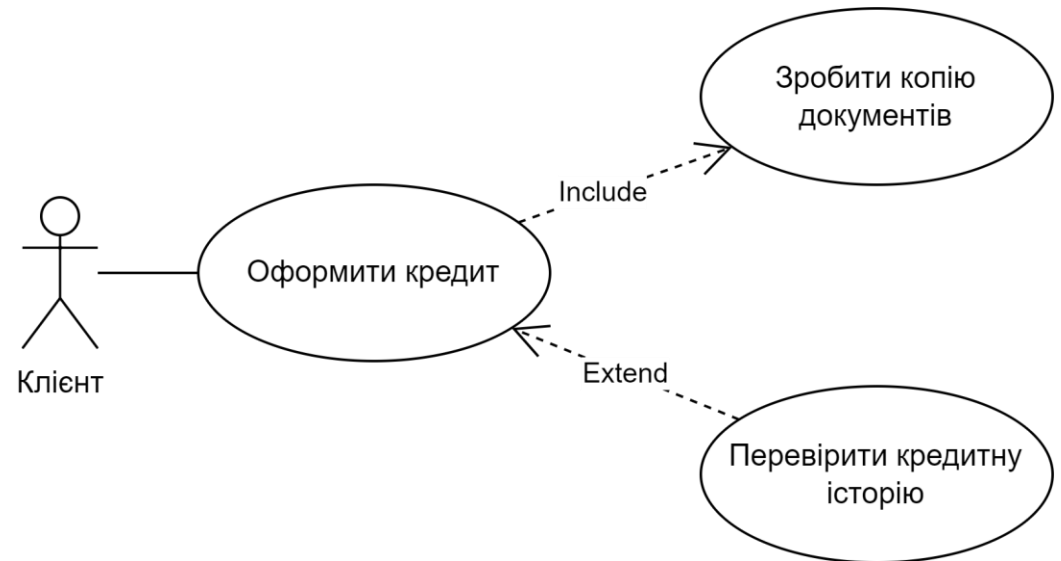 Зробити копію
документів
Include
Оформити кредит
Клієнт
Extend
Перевірити кредитну
історію